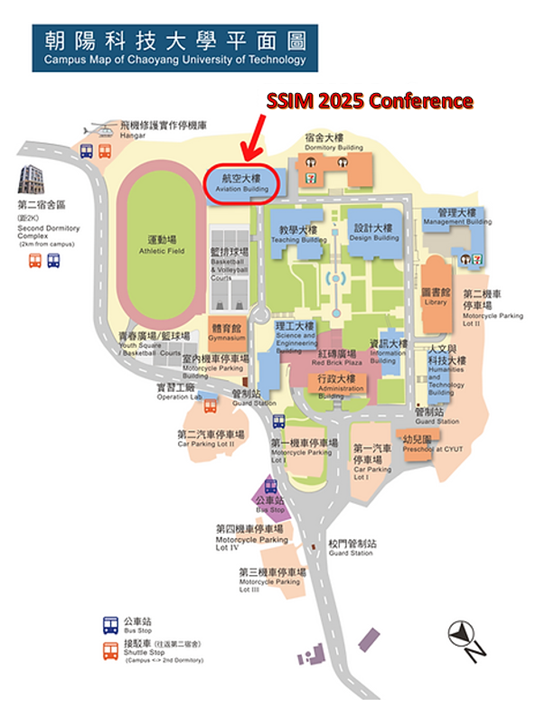 朝陽科技大學平面圖
Campus Map of Chaoyang University of Technology
SSIM 2025 Conference
飛機修護實作停機庫
Hangar
宿舍大樓
Dormitory Building
航空大樓
Aviation Building
第二宿舍區
(距2K)
Second Dormitory
Complex
(2km from campus)
管理大樓
Management Building
教學大樓
Teaching Building
設計大樓
Design Building
運動場
Athletic Field
籃排球場
Basketball
& Volleyball
Courts
圖書館
Library
第二機車
停車場
Motorcycle Parking
Lot II
青春廣場/籃球場
Youth Square
/ Basketball Courts
體育館
Gymnasium
理工大樓
Science and
Engineering
Building
資訊大樓
Information
Building
紅磚廣場
Red Brick Plaza
人文與
科技大樓
Humanities
and
Technology
Building
室內機車停車場
Motorcycle Parking
Building
行政大樓
Administration
Building
實習工廠
Operation Lab
管制站
Guard Station
管制站
Guard Station
第二汽車停車場
Car Parking Lot II
第一機車停車場
Motorcycle Parking
Lot I
第一汽車
停車場
Car Parking
Lot I
幼兒園
Preschool at CYUT
公車站
Bus Stop
第四機車停車場
Motorcycle Parking
Lot IV
校門管制站
Guard Station
第三機車停車場
Motorcycle Parking
Lot III
公車站
Bus Stop
接駁車 (往返第二宿舍)
Shuttle Stop
(Campus <-> 2nd Dormitory)
N